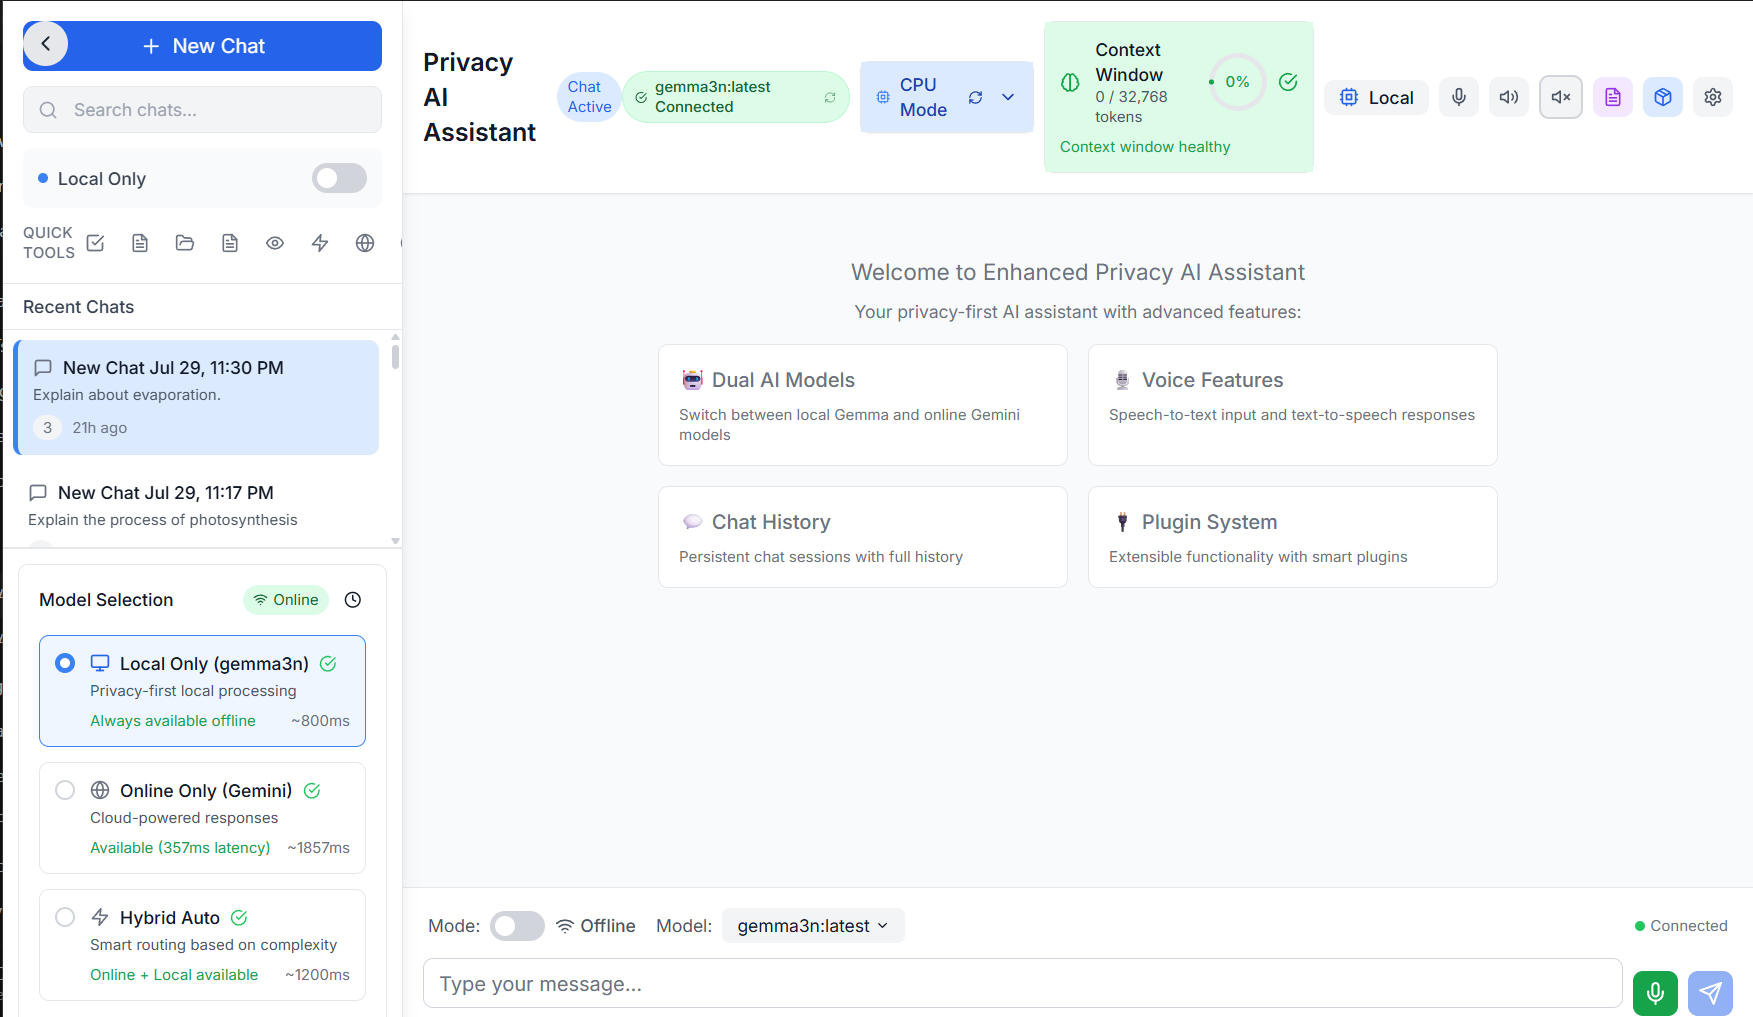 New Chat
Search chats...
Local Only
QUICK
TOOLS
Recent Chats
New Chat Jul 29, 11:30 PM
Explain about evaporation.
3
21h ago
New Chat Jul 29, 11:17 PM
Explain the process of photosynthesis
Model Selection
Online
Local Only (gemma3n)
Privacy-first local processing
Always available offline
~800ms
Online Only (Gemini)
Cloud-powered responses
Available (357ms latency)
~1857ms
Hybrid Auto
Smart routing based on complexity
Online + Local available
~1200ms
Privacy
AI
Assistant
Chat
Active
gemma3n:latest
Connected
CPU
Mode
Context
Window
0 / 32,768
tokens
0%
Context window healthy
Local
Welcome to Enhanced Privacy AI Assistant
Your privacy-first AI assistant with advanced features:
Dual AI Models
Switch between local Gemma and online Gemini
models
Voice Features
Speech-to-text input and text-to-speech responses
Chat History
Persistent chat sessions with full history
Plugin System
Extensible functionality with smart plugins
Mode:
Offline
Model:
gemma3n:latest
Connected
Type your message...